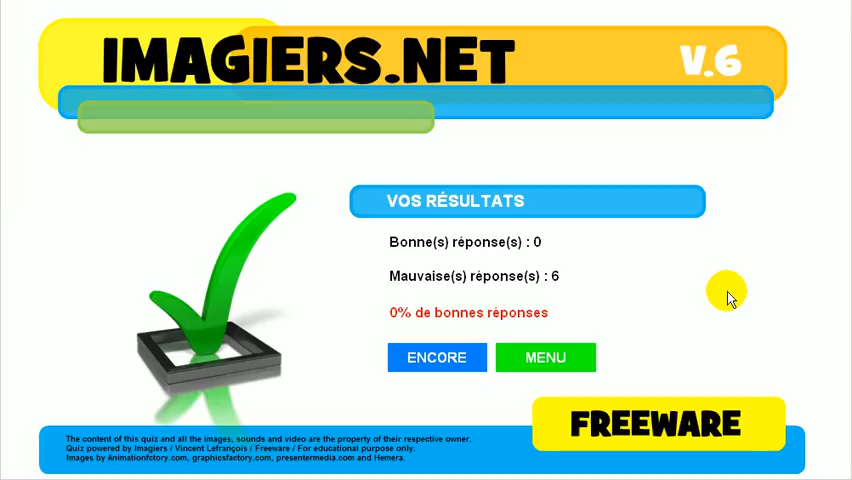 IMAGIERS.NET
V.6
VOS RÉSULTATS
Bonne(s) réponse(s) : 0
Mauvaise(s) réponse(s) : 6
0% de bonnes réponses
ENCORE
MENU
FREEWARE
The content of this quiz and all the images, sounds and video are the property of their respective owner.
Quiz powered by Imagiers / Vincent Lefrançois / Freeware / For educational purpose only.
Images by Animationfctory.com, graphicsfactory.com, presentermedia.com and Hemera.